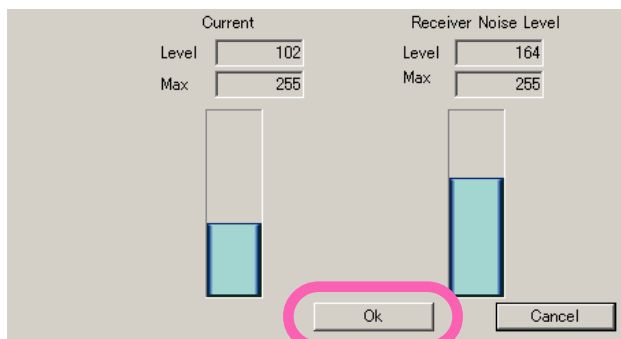 Current Receiver Noise Level
Level 102 Level 164
Max 255 Max 255
Ok Cancel